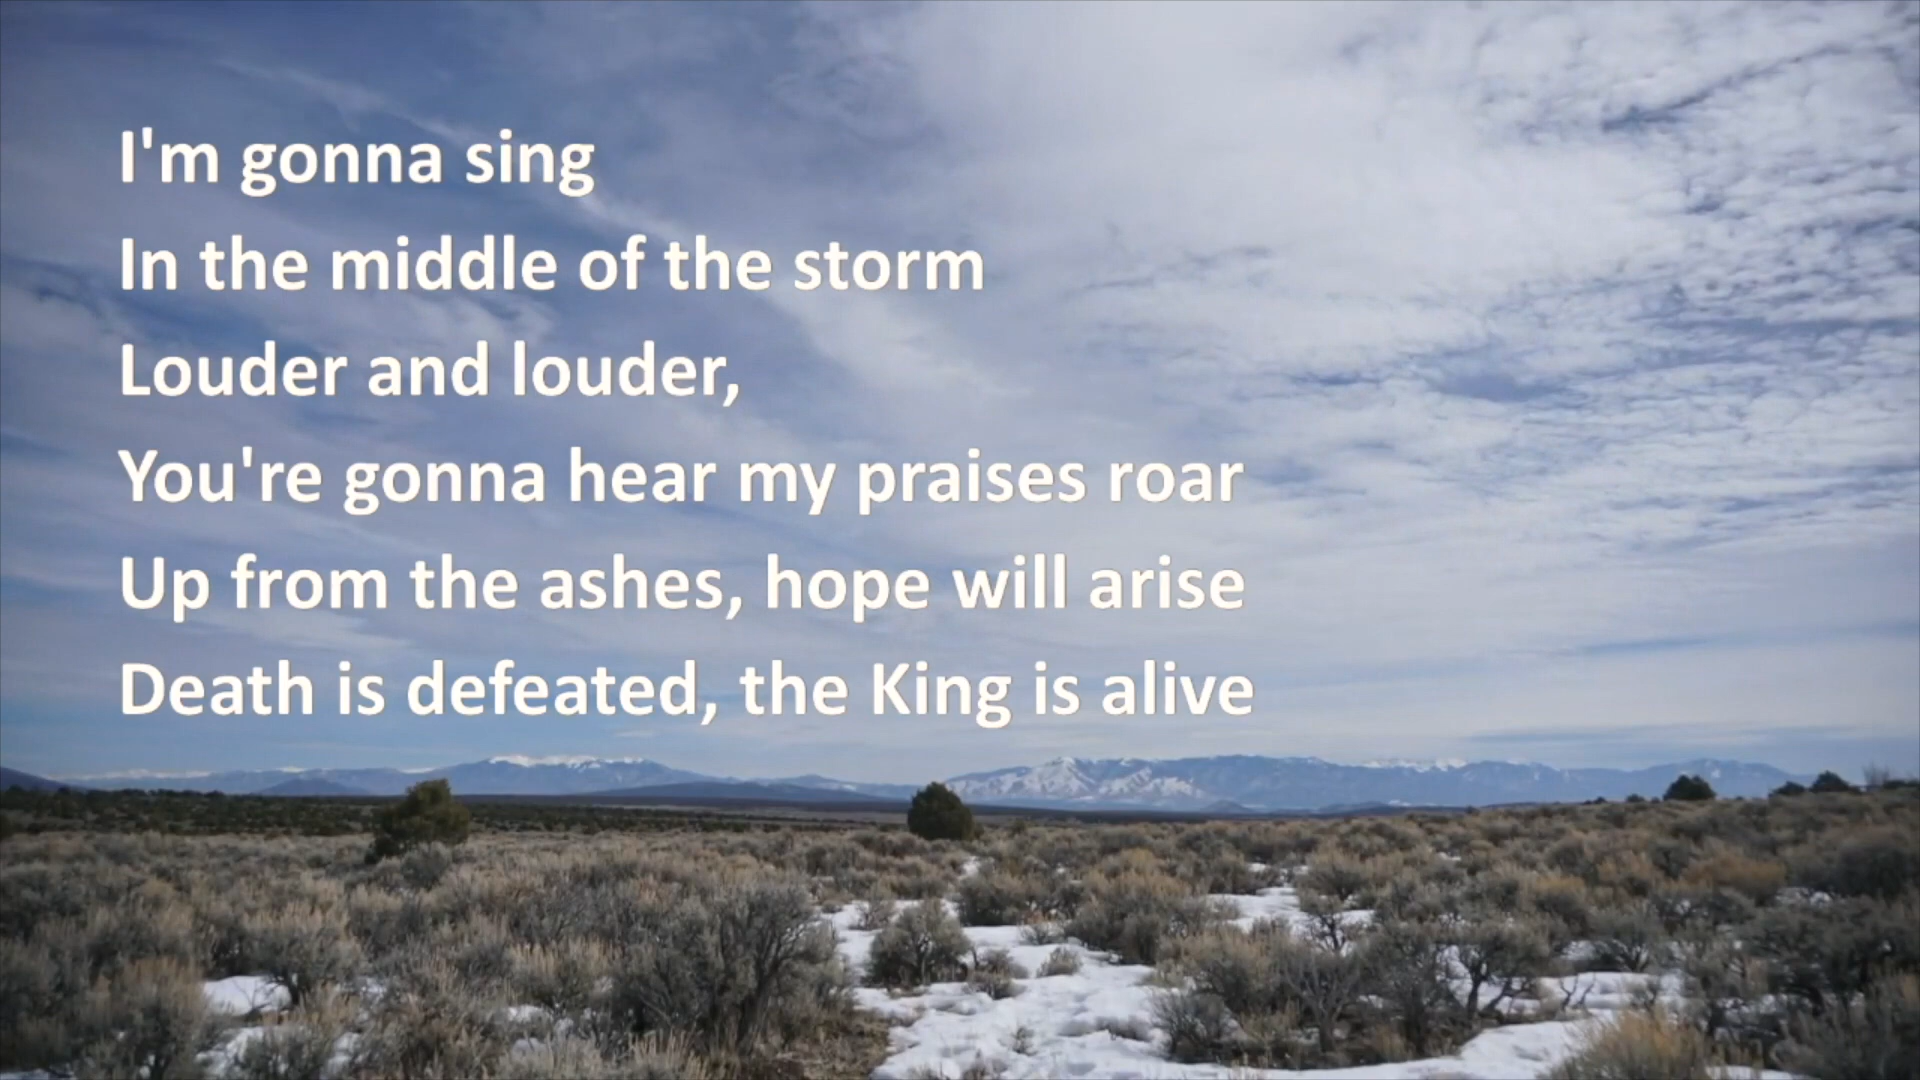 I'm gonna sing
In the middle of the storm
Louder and louder,
You're gonna hear my praises roar
Up from the ashes, hope will arise
Death is defeated, the King is alive